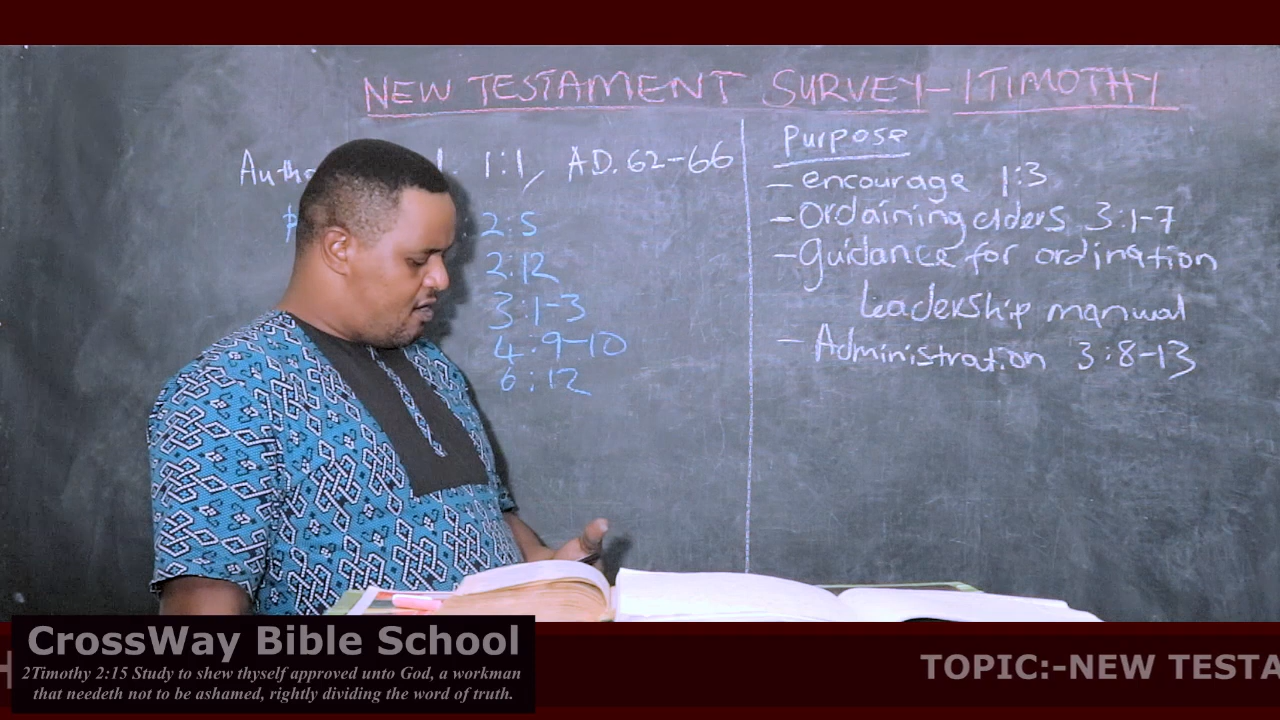 NEW TESTAMENT SURVEY - 1 TIMOTHY
1:1, AD. 62-66
2:5
2:12
3:1-3
4:9-10
6:12
Purpose
- encourage 1:3
- Ordaining elders 3:1-7
- Guidance for ordination
Leadership manual
- Administration 3:8-13
CrossWay Bible School
2Timothy 2:15 Study to shew thyself approved unto God, a workman
that needeth not to be ashamed, rightly dividing the word of truth.
TOPIC:-NEW TESTA